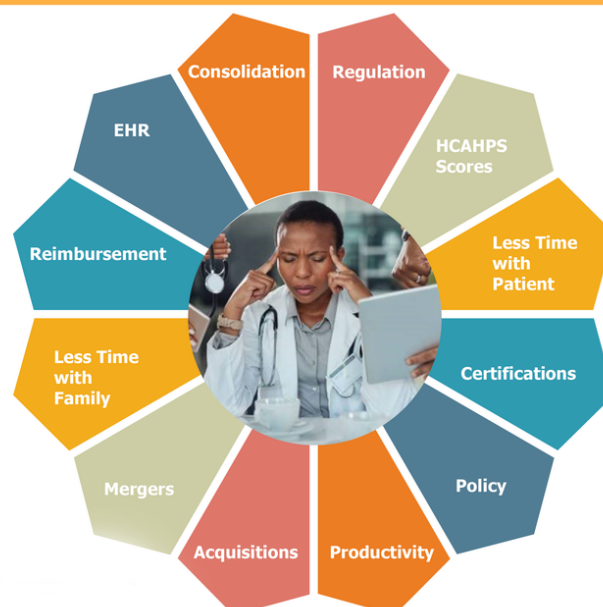 Consolidation
Regulation
HCAHPS
Scores
Less Time
with
Patient
Certifications
Policy
Productivity
Acquisitions
Mergers
Less Time
with
Family
Reimbursement
EHR